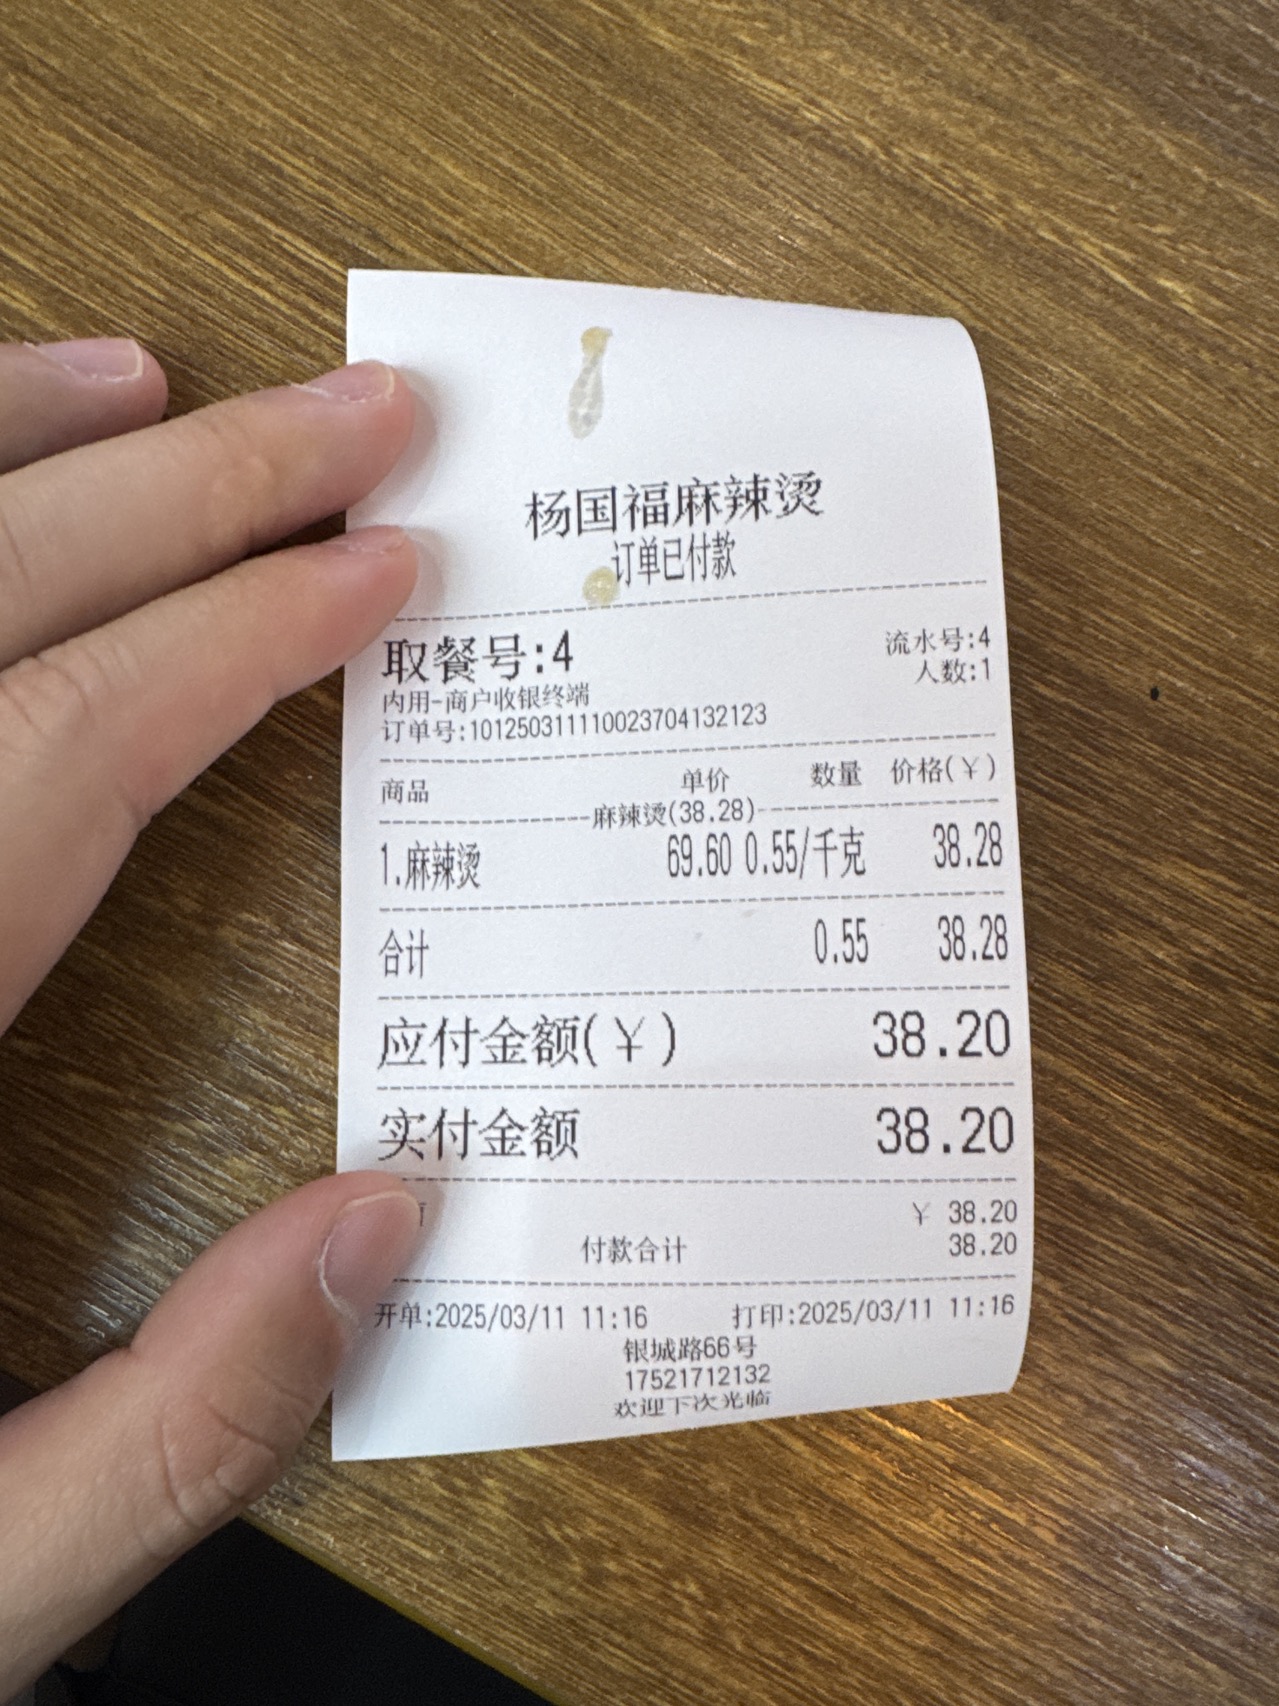 杨国福麻辣烫
订单已付款
取餐号:4 流水号:4
人数:1
内用-商户收银终端
订单号:101250311110023704132123
商品 单价 数量 价格(¥)
麻辣烫(38.28)
1.麻辣烫 69.60 0.55/千克 38.28
合计 0.55 38.28
应付金额(¥) 38.20
实付金额 38.20
¥ 38.20
付款合计 38.20
开单:2025/03/11 11:16 打印:2025/03/11 11:16
银城路66号
17521712132
欢迎下次光临